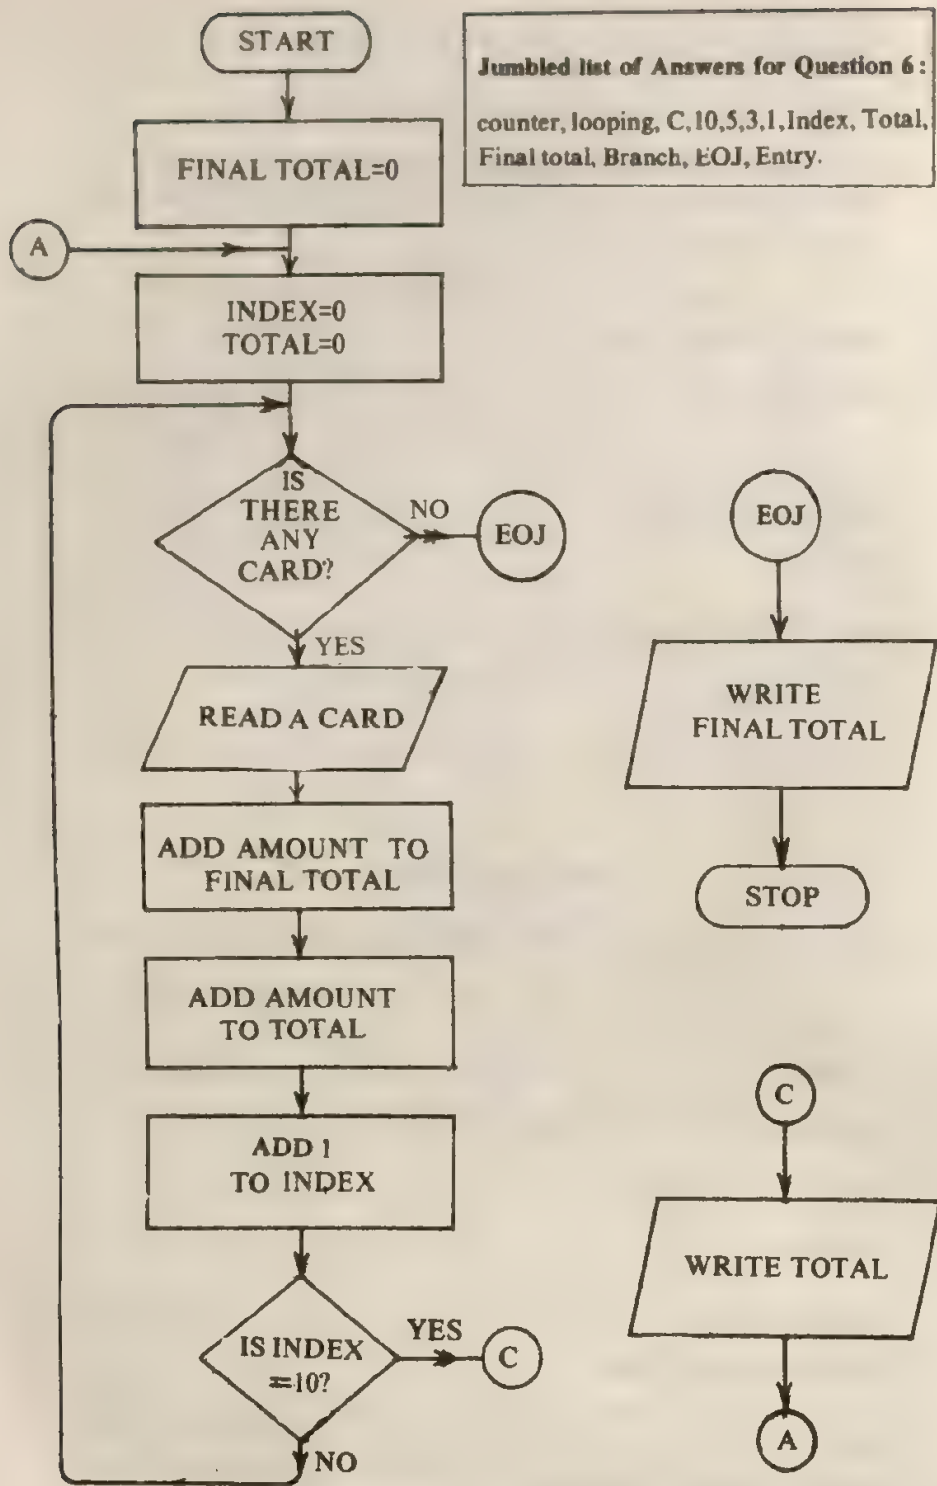 START
Jumbled list of Answers for Question 6:
counter, looping, C,10,5,3,1,Index, Total,
Final total, Branch, EOJ, Entry.
FINAL TOTAL=0
A
INDEX=0
TOTAL=0
IS
THERE
ANY
CARD?
NO
EOJ
YES
READ A CARD
ADD AMOUNT TO
FINAL TOTAL
ADD AMOUNT
TO TOTAL
ADD 1
TO INDEX
IS INDEX
=10?
YES
C
NO
EOJ
WRITE
FINAL TOTAL
STOP
C
WRITE TOTAL
A